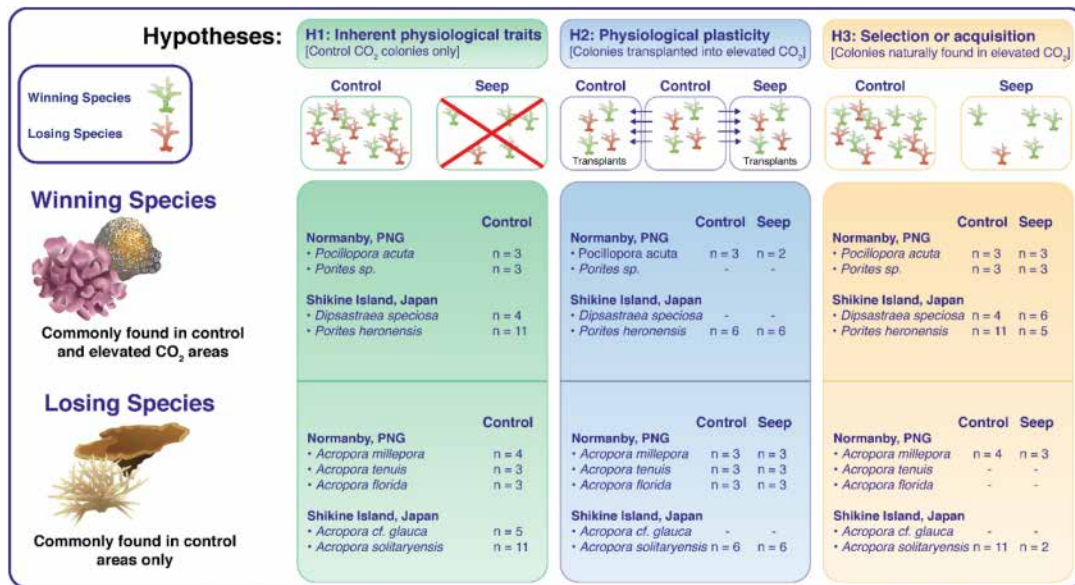 Hypotheses:
H1: Inherent physiological traits
[Control CO₂ colonies only]
H2: Physiological plasticity
[Colonies transplanted into elevated CO₂]
H3: Selection or acquisition
[Colonies naturally found in elevated CO₂]
Winning Species
Losing Species
Control Seep
Control Control Seep
Transplants Transplants
Control Seep
Winning Species
Commonly found in control
and elevated CO₂ areas
Control
Normanby, PNG
• Pocillopora acuta n = 3
• Porites sp. n = 3
Shikine Island, Japan
• Dipsastraea speciosa n = 4
• Porites heronensis n = 11
Control Seep
Normanby, PNG
• Pocillopora acuta n = 3 n = 2
• Porites sp. - -
Shikine Island, Japan
• Dipsastraea speciosa - -
• Porites heronensis n = 6 n = 6
Control Seep
Normanby, PNG
• Pocillopora acuta n = 3 n = 3
• Porites sp. n = 3 n = 3
Shikine Island, Japan
• Dipsastraea speciosa n = 4 n = 6
• Porites heronensis n = 11 n = 5
Losing Species
Commonly found in control
areas only
Control
Normanby, PNG
• Acropora millepora n = 4
• Acropora tenuis n = 3
• Acropora florida n = 3
Shikine Island, Japan
• Acropora cf. glauca n = 5
• Acropora solitaryensis n = 11
Control Seep
Normanby, PNG
• Acropora millepora n = 3 n = 3
• Acropora tenuis n = 3 n = 3
• Acropora florida n = 3 n = 3
Shikine Island, Japan
• Acropora cf. glauca - -
• Acropora solitaryensis n = 6 n = 6
Control Seep
Normanby, PNG
• Acropora millepora n = 4 n = 3
• Acropora tenuis - -
• Acropora florida - -
Shikine Island, Japan
• Acropora cf. glauca - -
• Acropora solitaryensis n = 11 n = 2